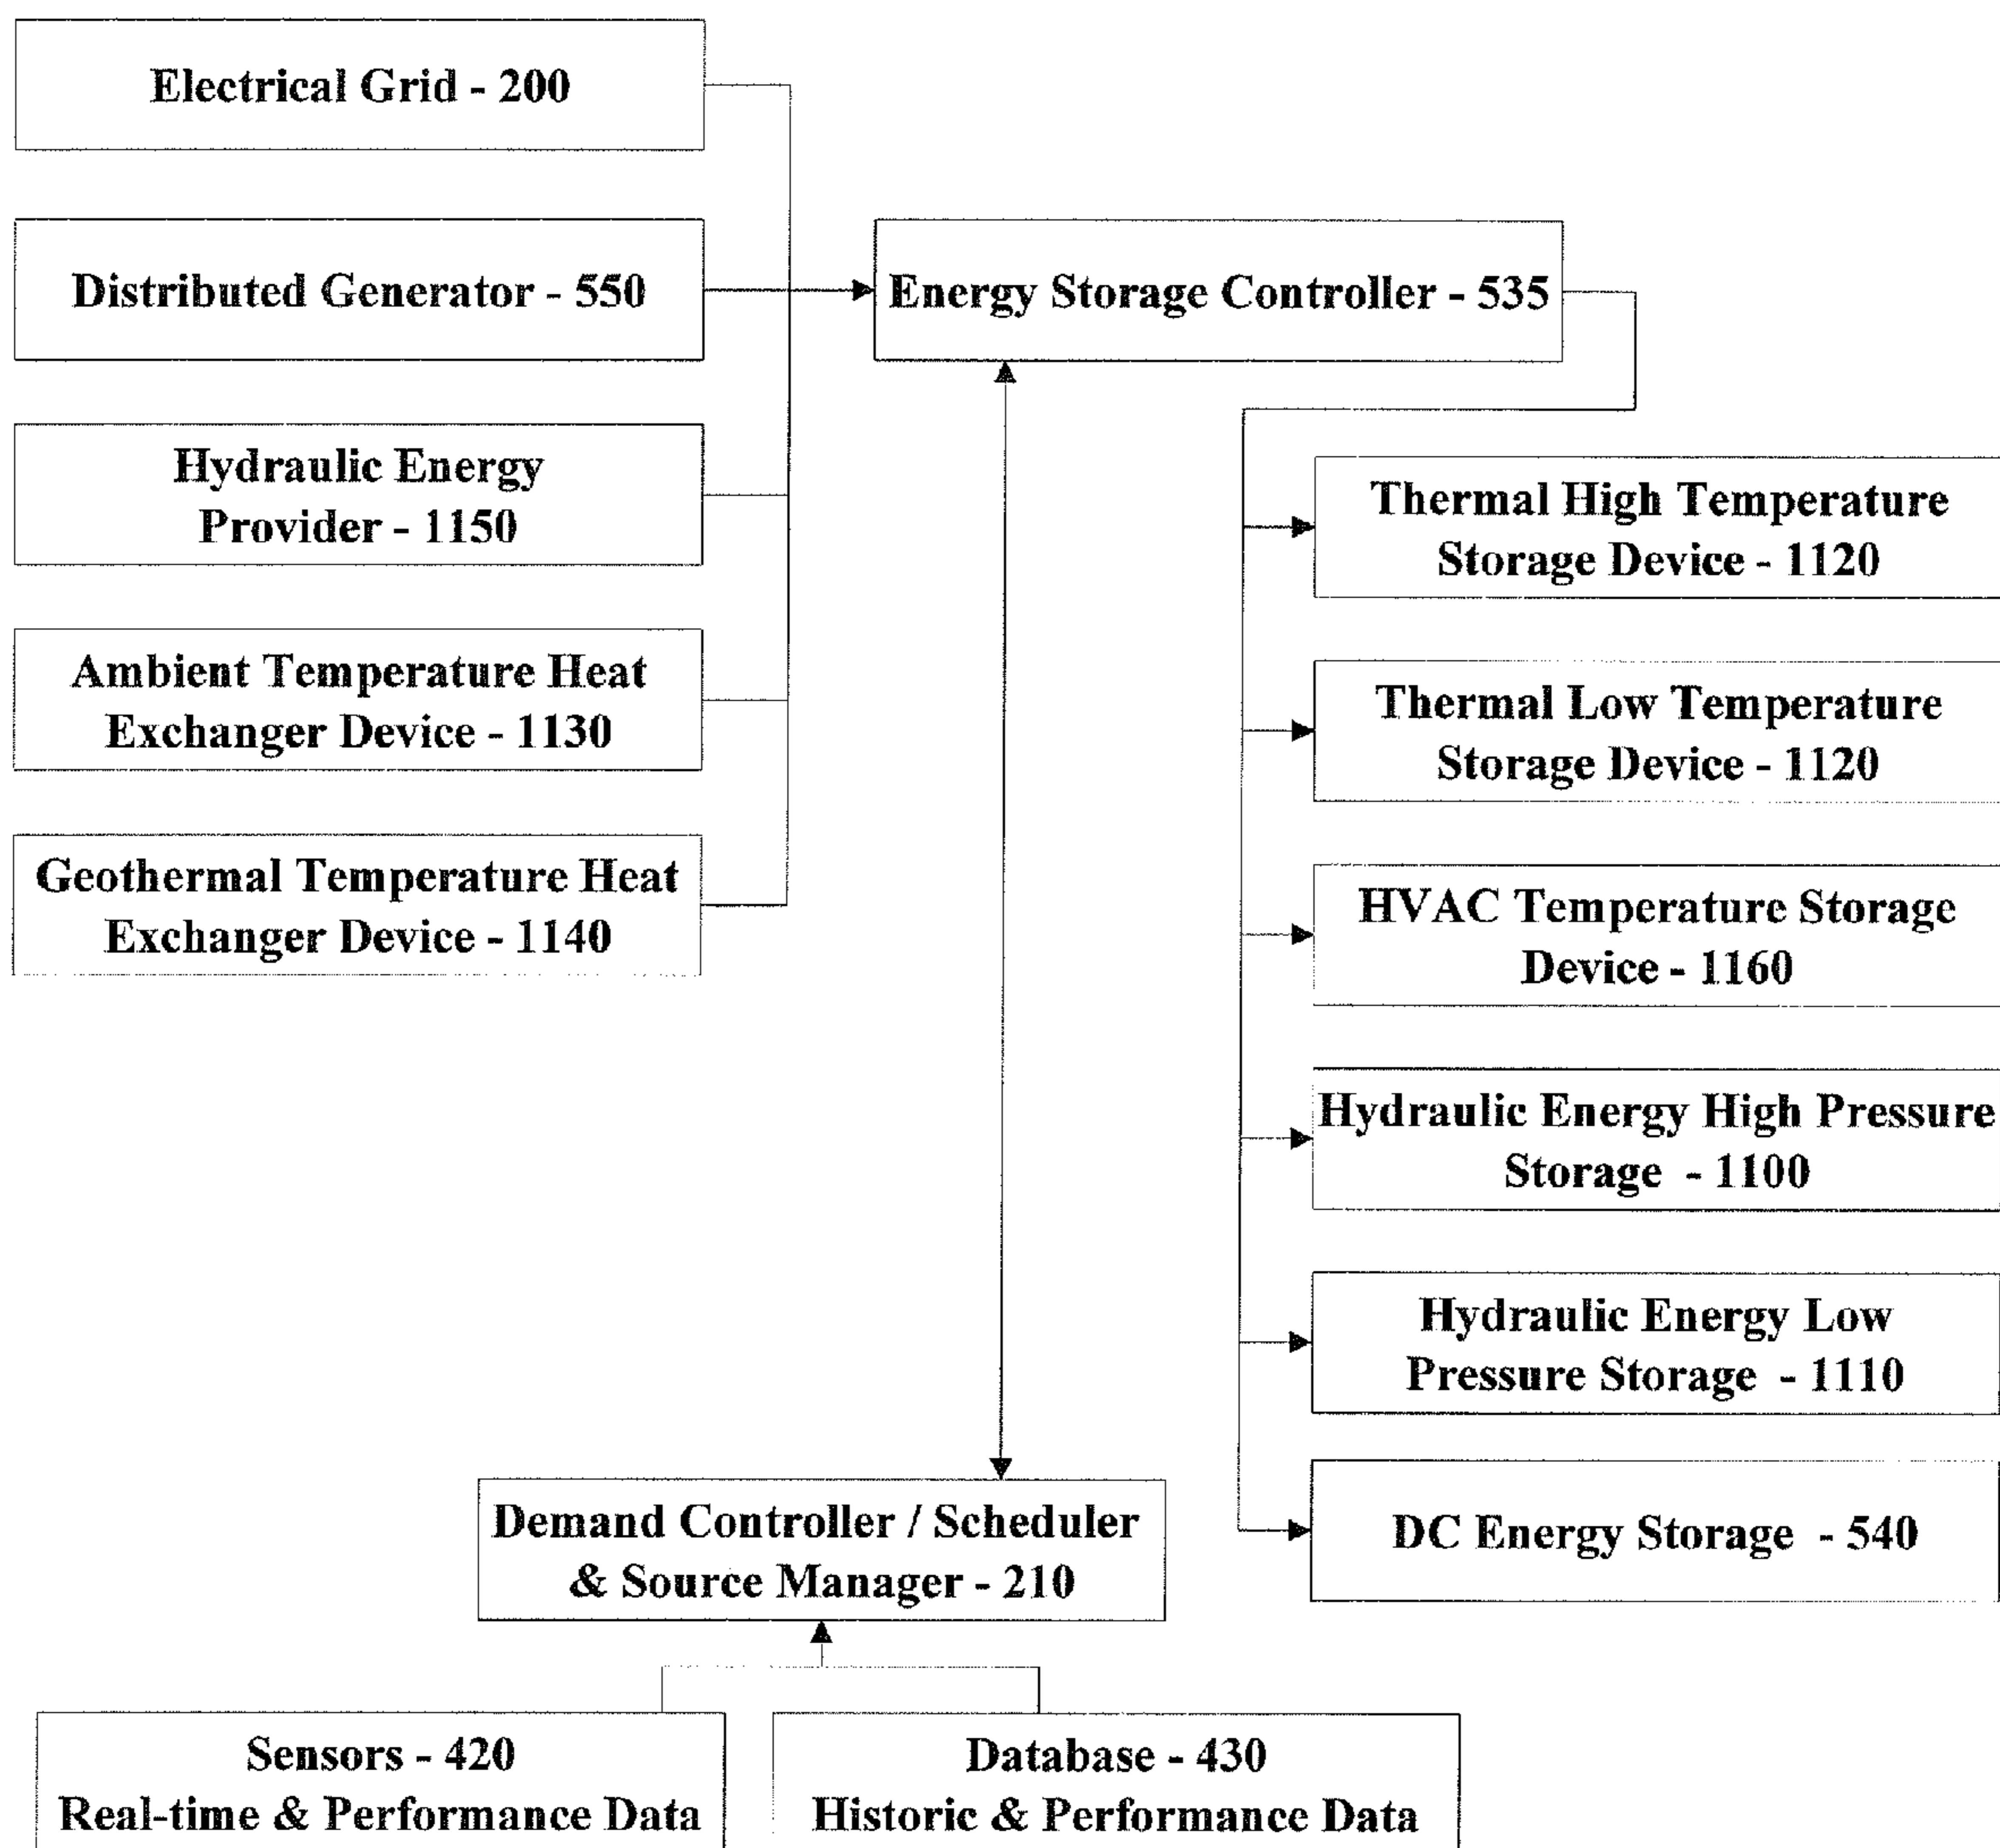 Electrical Grid - 200
Distributed Generator - 550
Energy Storage Controller - 535
Hydraulic Energy
Provider - 1150
Ambient Temperature Heat
Exchanger Device - 1130
Geothermal Temperature Heat
Exchanger Device - 1140
Thermal High Temperature
Storage Device - 1120
Thermal Low Temperature
Storage Device - 1120
HVAC Temperature Storage
Device - 1160
Hydraulic Energy High Pressure
Storage - 1100
Hydraulic Energy Low
Pressure Storage - 1110
DC Energy Storage - 540
Demand Controller / Scheduler
& Source Manager - 210
Sensors - 420
Real-time & Performance Data
Database - 430
Historic & Performance Data